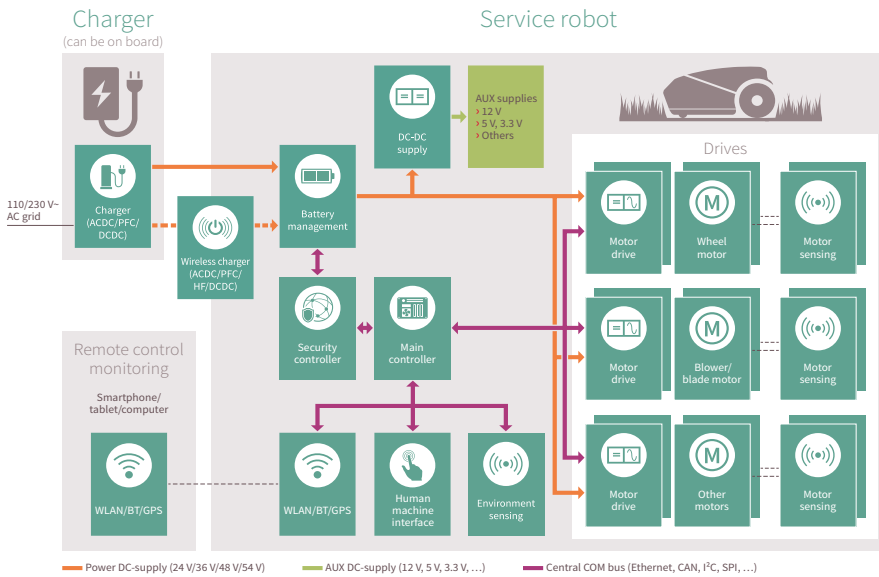 Charger
(can be on board)
Service robot
DC-DC
supply
AUX supplies
› 12 V
› 5 V, 3.3 V
› Others
Drives
110/230 V~
AC grid
Charger
(ACDC/PFC/
DCDC)
Wireless charger
(ACDC/PFC/
HF/DCDC)
Battery
management
Motor
drive
M
Wheel
motor
Motor
sensing
Security
controller
Main
controller
Motor
drive
M
Blower/
blade motor
Motor
sensing
Remote control
monitoring
Smartphone/
tablet/computer
WLAN/BT/GPS
WLAN/BT/GPS
Human
machine
interface
Environment
sensing
Motor
drive
M
Other
motors
Motor
sensing
Power DC-supply (24 V/36 V/48 V/54 V)
AUX DC-supply (12 V, 5 V, 3.3 V, …)
Central COM bus (Ethernet, CAN, I²C, SPI, …)